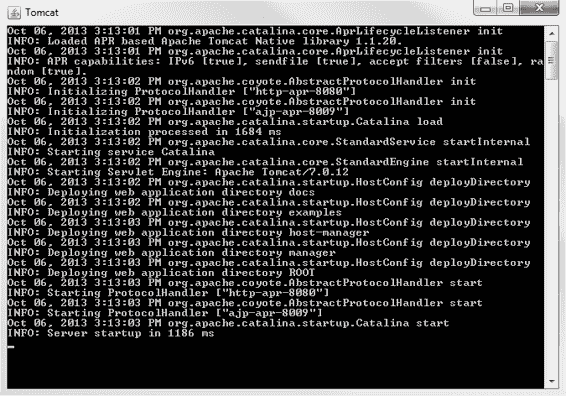 Tomcat
Oct 06, 2013 3:13:01 PM org.apache.catalina.core.AprLifecycleListener init
INFO: Loaded APR based Apache Tomcat Native library 1.1.20.
Oct 06, 2013 3:13:01 PM org.apache.catalina.core.AprLifecycleListener init
INFO: APR capabilities: IPv6 [true], sendfile [true], accept filters [false], ra
ndom [true].
Oct 06, 2013 3:13:02 PM org.apache.coyote.AbstractProtocolHandler init
INFO: Initializing ProtocolHandler ["http-apr-8080"]
Oct 06, 2013 3:13:02 PM org.apache.coyote.AbstractProtocolHandler init
INFO: Initializing ProtocolHandler ["ajp-apr-8009"]
Oct 06, 2013 3:13:02 PM org.apache.catalina.startup.Catalina load
INFO: Initialization processed in 1684 ms
Oct 06, 2013 3:13:02 PM org.apache.catalina.core.StandardService startInternal
INFO: Starting service Catalina
Oct 06, 2013 3:13:02 PM org.apache.catalina.core.StandardEngine startInternal
INFO: Starting Servlet Engine: Apache Tomcat/7.0.12
Oct 06, 2013 3:13:02 PM org.apache.catalina.startup.HostConfig deployDirectory
INFO: Deploying web application directory docs
Oct 06, 2013 3:13:02 PM org.apache.catalina.startup.HostConfig deployDirectory
INFO: Deploying web application directory examples
Oct 06, 2013 3:13:03 PM org.apache.catalina.startup.HostConfig deployDirectory
INFO: Deploying web application directory host-manager
Oct 06, 2013 3:13:03 PM org.apache.catalina.startup.HostConfig deployDirectory
INFO: Deploying web application directory manager
Oct 06, 2013 3:13:03 PM org.apache.catalina.startup.HostConfig deployDirectory
INFO: Deploying web application directory ROOT
Oct 06, 2013 3:13:03 PM org.apache.coyote.AbstractProtocolHandler start
INFO: Starting ProtocolHandler ["http-apr-8080"]
Oct 06, 2013 3:13:03 PM org.apache.coyote.AbstractProtocolHandler start
INFO: Starting ProtocolHandler ["ajp-apr-8009"]
Oct 06, 2013 3:13:03 PM org.apache.catalina.startup.Catalina start
INFO: Server startup in 1186 ms